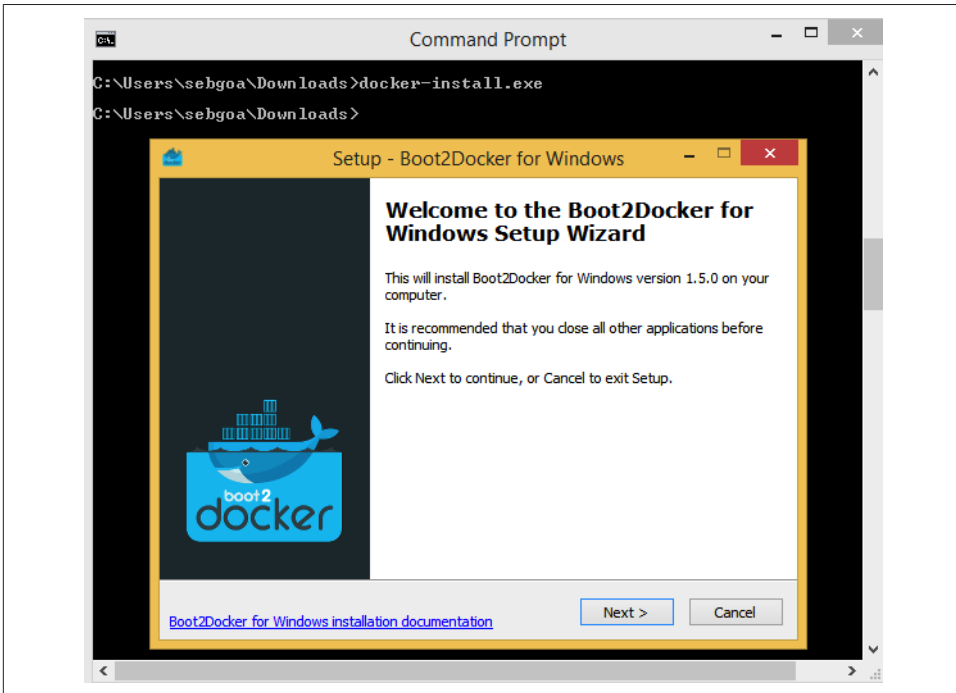 C:\.
Command Prompt
C:\Users\sebgoa\Downloads>docker-install.exe
C:\Users\sebgoa\Downloads>
Setup - Boot2Docker for Windows
Welcome to the Boot2Docker for
Windows Setup Wizard
This will install Boot2Docker for Windows version 1.5.0 on your
computer.
It is recommended that you close all other applications before
continuing.
Click Next to continue, or Cancel to exit Setup.
boot2
docker
Boot2Docker for Windows installation documentation
Next >
Cancel